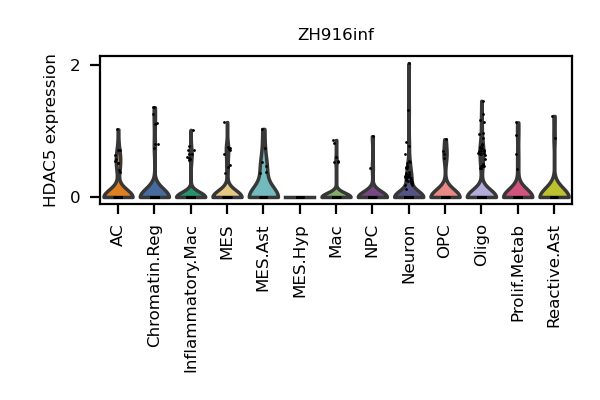 ZH916inf
HDAC5 expression
2
0
AC
Chromatin.Reg
Inflammatory.Mac
MES
MES.Ast
MES.Hyp
Mac
NPC
Neuron
OPC
Oligo
Prolif.Metab
Reactive.Ast